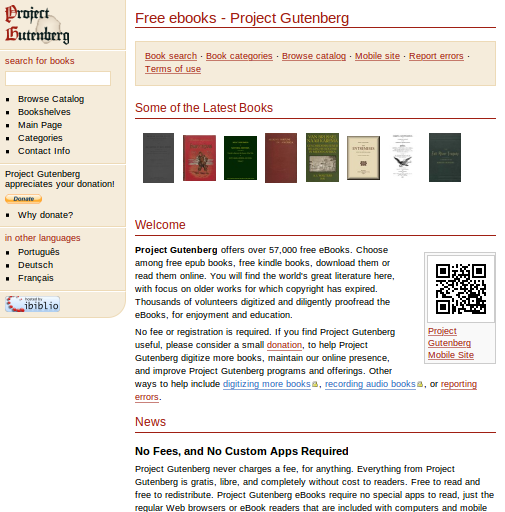 Project
Gutenberg
search for books
Browse Catalog
Bookshelves
Main Page
Categories
Contact Info
Project Gutenberg
appreciates your donation!
Donate
Why donate?
in other languages
Português
Deutsch
Français
hosted by
ibiblio
Free ebooks - Project Gutenberg
Book search · Book categories · Browse catalog · Mobile site · Report errors ·
Terms of use
Some of the Latest Books
Welcome
Project Gutenberg offers over 57,000 free eBooks. Choose
among free epub books, free kindle books, download them or
read them online. You will find the world's great literature here,
with focus on older works for which copyright has expired.
Thousands of volunteers digitized and diligently proofread the
eBooks, for enjoyment and education.
No fee or registration is required. If you find Project Gutenberg
useful, please consider a small donation, to help Project
Gutenberg digitize more books, maintain our online presence,
and improve Project Gutenberg programs and offerings. Other
ways to help include digitizing more books, recording audio books, or reporting
errors.
Project
Gutenberg
Mobile Site
News
No Fees, and No Custom Apps Required
Project Gutenberg never charges a fee, for anything. Everything from Project
Gutenberg is gratis, libre, and completely without cost to readers. Free to read and
free to redistribute. Project Gutenberg eBooks require no special apps to read, just the
regular Web browsers or eBook readers that are included with computers and mobile